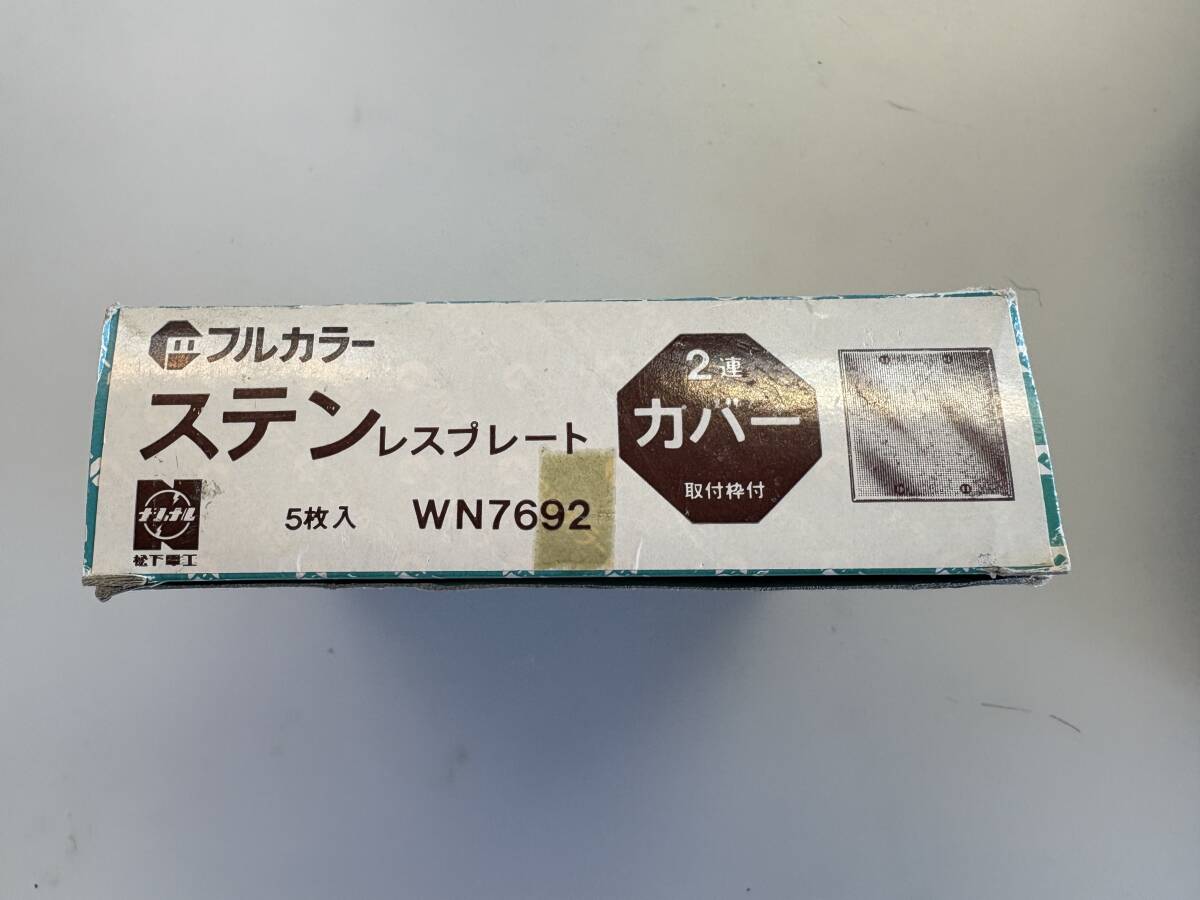 フルカラー
ステンレスプレート
5枚入 WN7692
ナショナル
松下電工
2連
カバー
取付枠付